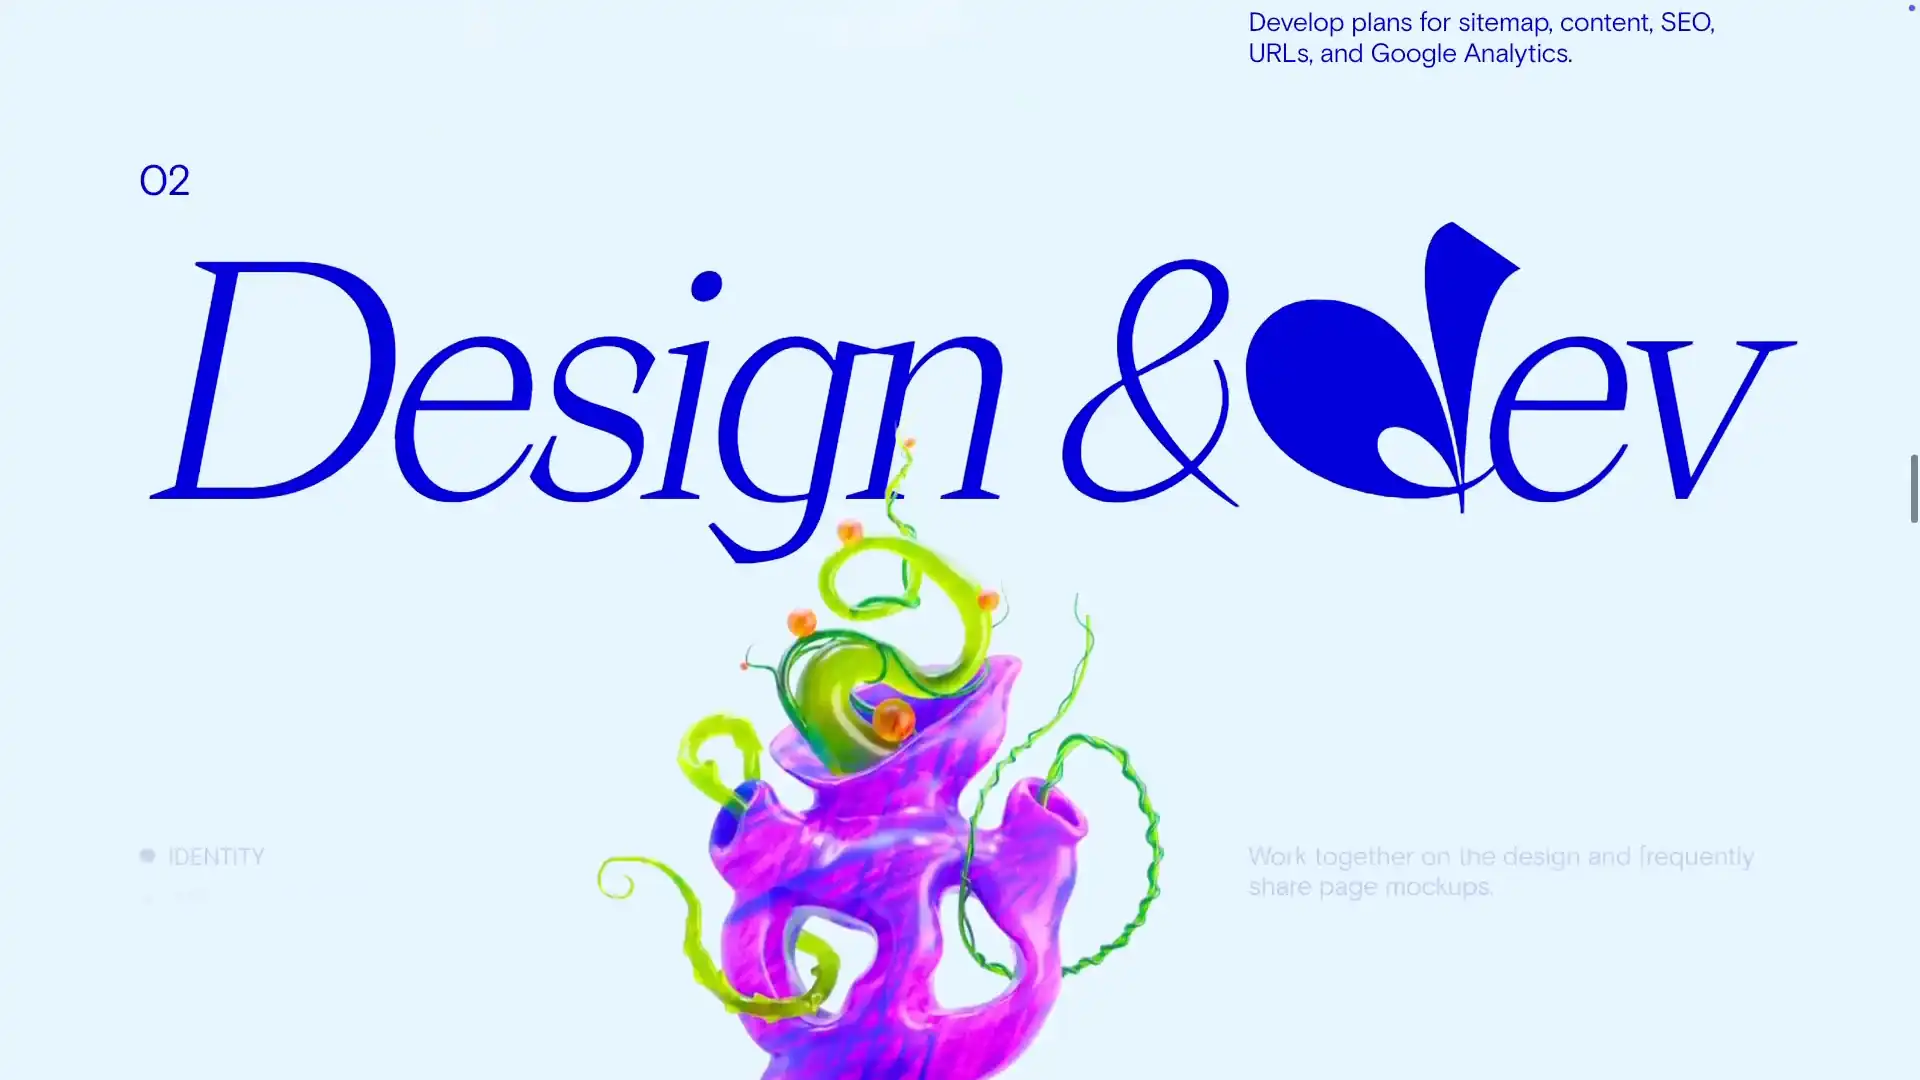 Develop plans for sitemap, content, SEO,
URLs, and Google Analytics.
02
Design & dev
IDENTITY
Work together on the design and frequently
share page mockups.